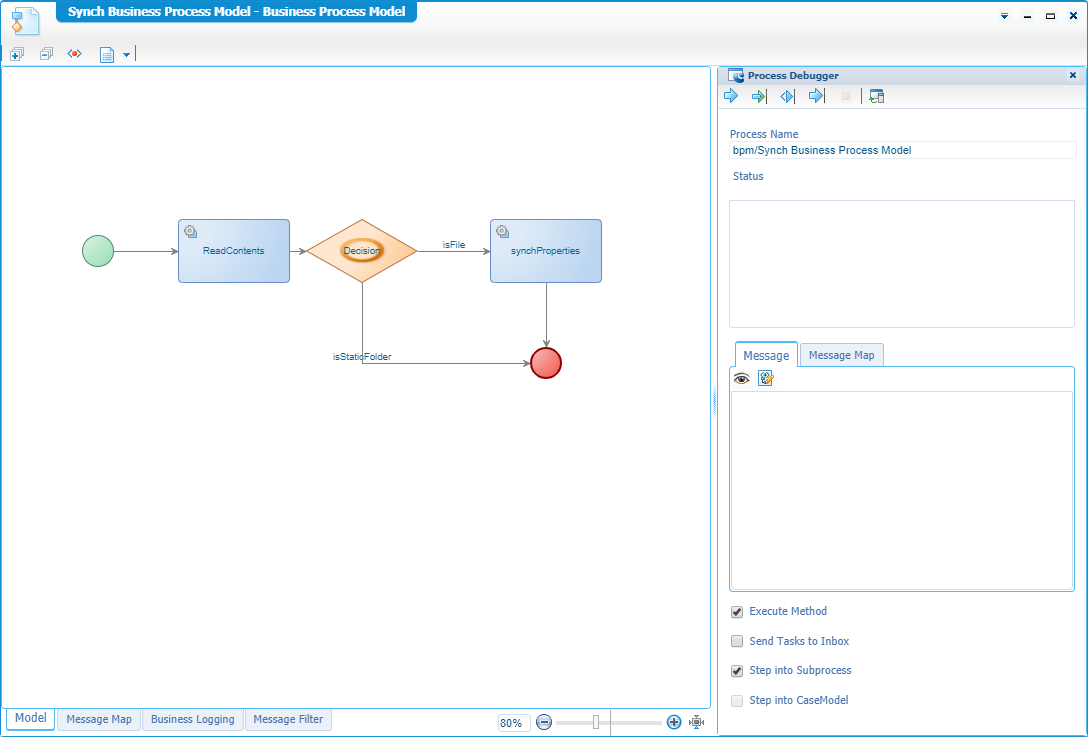 Synch Business Process Model - Business Process Model
Process Debugger
Process Name
bpm/Synch Business Process Model
Status
ReadContents
Decision
isFile
synchProperties
isStaticFolder
Message
Message Map
Execute Method
Send Tasks to Inbox
Step into Subprocess
Step into CaseModel
Model
Message Map
Business Logging
Message Filter
80%